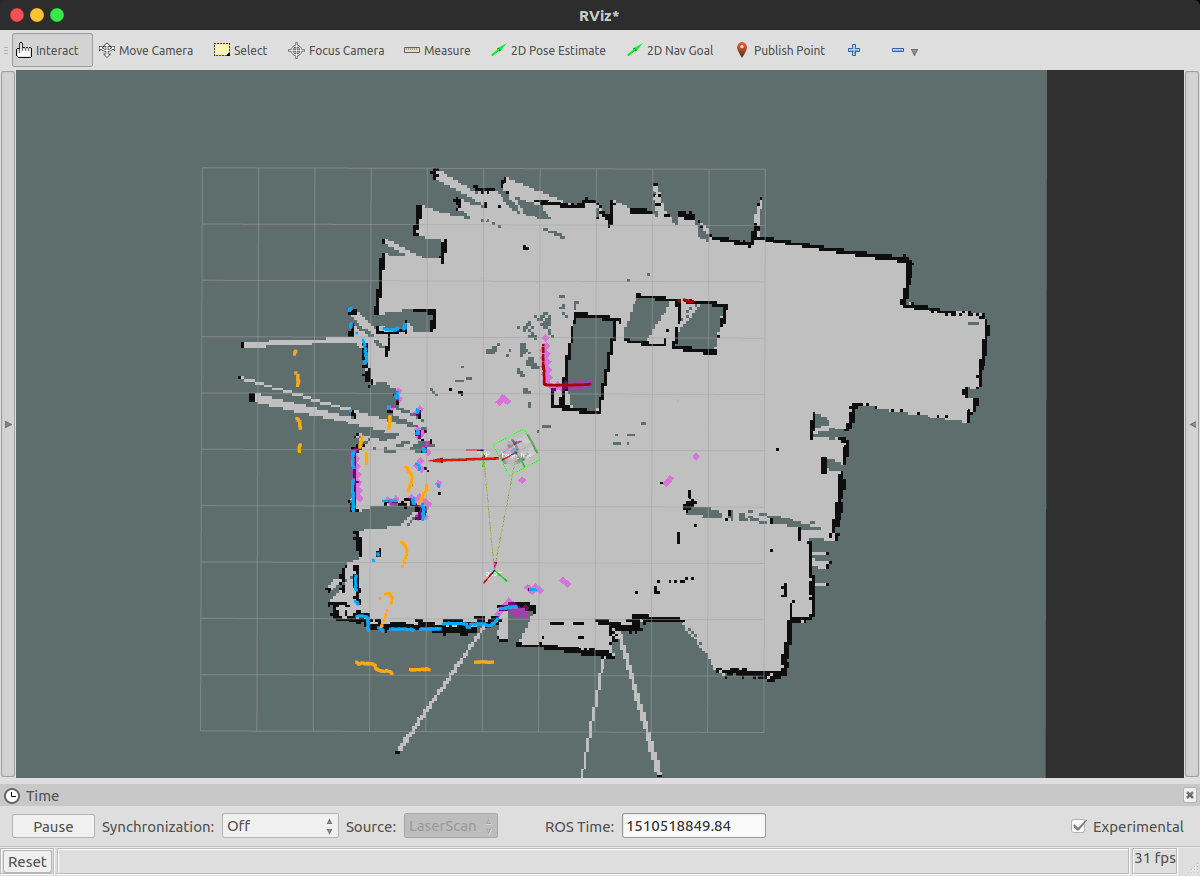 RViz*
Interact Move Camera Select Focus Camera Measure 2D Pose Estimate 2D Nav Goal Publish Point
Time
Pause Synchronization: Off Source: LaserScan ROS Time: 1510518849.84 Experimental
Reset 31 fps